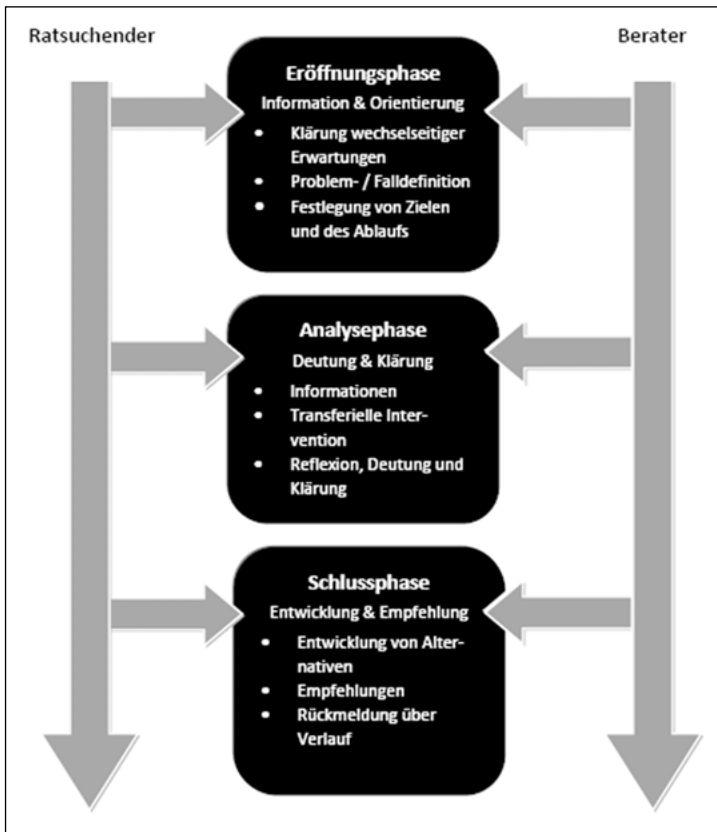 Ratsuchender
Berater
Eröffnungsphase
Information & Orientierung
• Klärung wechselseitiger
Erwartungen
• Problem- / Falldefinition
• Festlegung von Zielen
und des Ablaufs
Analysephase
Deutung & Klärung
• Informationen
• Transferielle Inter-
vention
• Reflexion, Deutung und
Klärung
Schlussphase
Entwicklung & Empfehlung
• Entwicklung von Alter-
nativen
• Empfehlungen
• Rückmeldung über
Verlauf